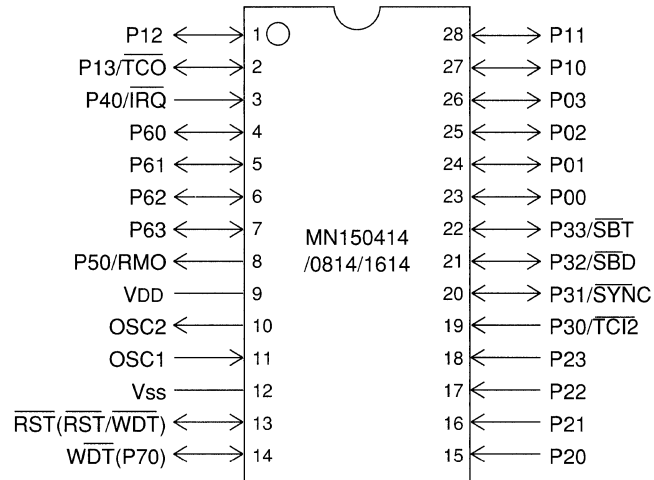 P12 1 28 P11
P13/TCO 2 27 P10
P40/IRQ 3 26 P03
P60 4 25 P02
P61 5 24 P01
P62 6 23 P00
P63 7 22 P33/SBT
MN150414
P50/RMO 8 /0814/1614 21 P32/SBD
VDD 9 20 P31/SYNC
OSC2 10 19 P30/TCI2
OSC1 11 18 P23
VSS 12 17 P22
RST(RST/WDT) 13 16 P21
WDT(P70) 14 15 P20